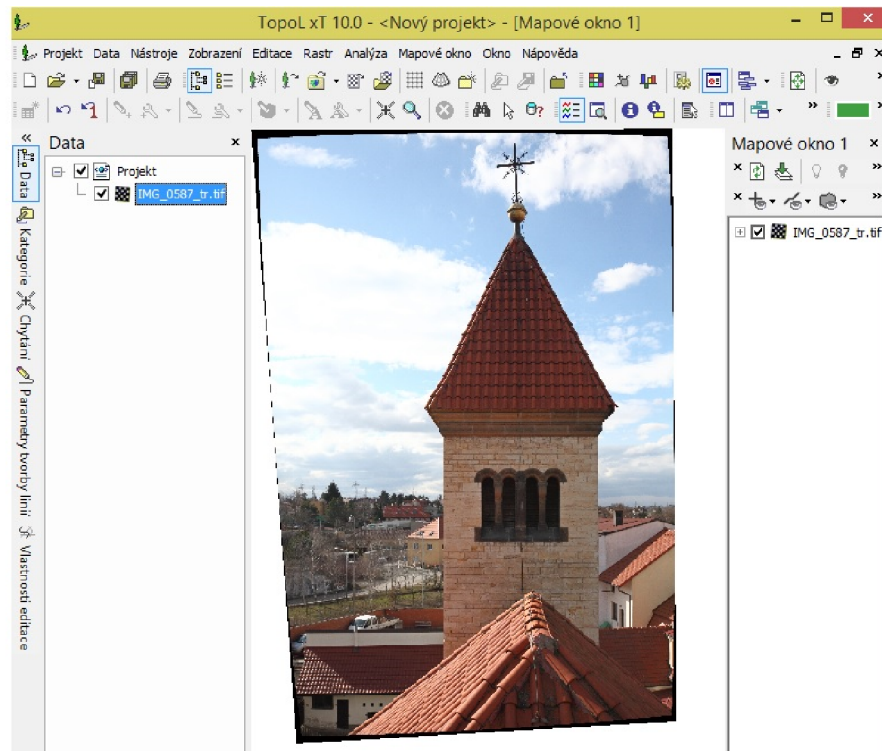 TopoL xT 10.0 - <Nový projekt> - [Mapové okno 1]
Projekt Data Nástroje Zobrazení Editace Rastr Analýza Mapové okno Okno Nápověda
Data
Projekt
IMG_0587_tr.tif
Data
Kategorie
Chytání
Parametry tvorby linií
Vlastnosti editace
Mapové okno 1
IMG_0587_tr.tif